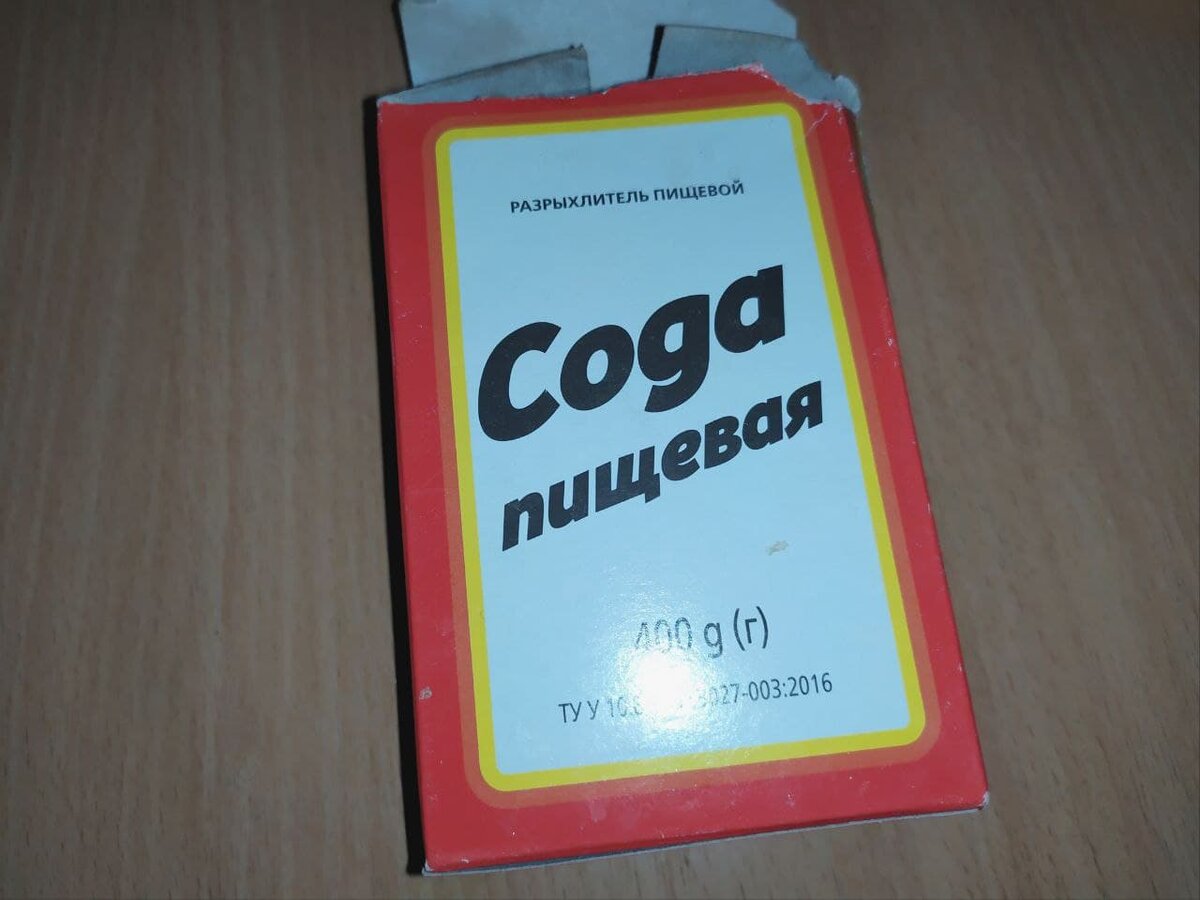 РАЗРЫХЛИТЕЛЬ ПИЩЕВОЙ
Сода
пищевая
400 g (г)
ТУ У